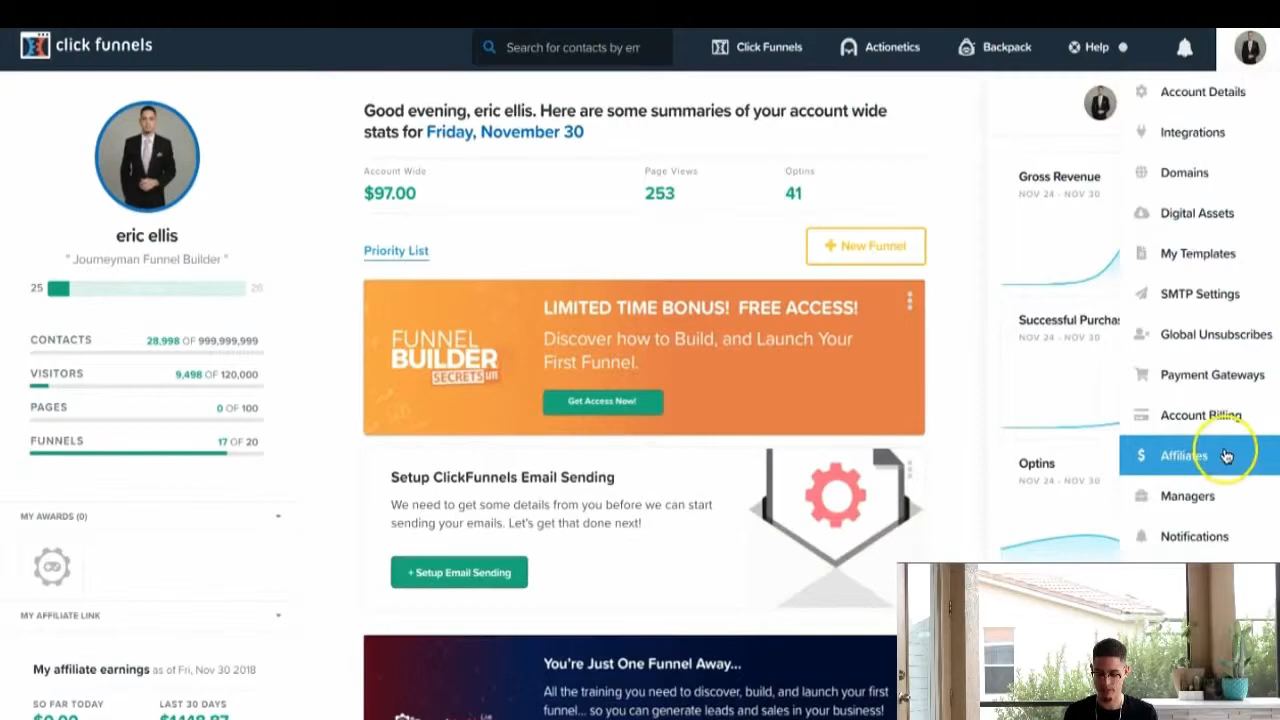 click funnels
Search for contacts by em
Click Funnels
Actionetics
Backpack
Help
eric ellis
" Journeyman Funnel Builder "
25
26
CONTACTS 28,998 OF 999,999,999
VISITORS 9,498 OF 120,000
PAGES 0 OF 100
FUNNELS 17 OF 20
MY AWARDS (0)
MY AFFILIATE LINK
My affiliate earnings as of Fri, Nov 30 2018
SO FAR TODAY
$0.00
LAST 30 DAYS
$1148.87
Good evening, eric ellis. Here are some summaries of your account wide
stats for Friday, November 30
Account Wide
$97.00
Page Views
253
Optins
41
Priority List
+ New Funnel
FUNNEL
BUILDER
SECRETS
LIMITED TIME BONUS! FREE ACCESS!
Discover how to Build, and Launch Your
First Funnel.
Get Access Now!
Setup ClickFunnels Email Sending
We need to get some details from you before we can start
sending your emails. Let's get that done next!
+ Setup Email Sending
You're Just One Funnel Away...
All the training you need to discover, build, and launch your first
funnel... so you can generate leads and sales in your business!
Gross Revenue
NOV 24 - NOV 30
Successful Purcha
NOV 24 - NOV 30
Optins
NOV 24 - NOV 30
Account Details
Integrations
Domains
Digital Assets
My Templates
SMTP Settings
Global Unsubscribes
Payment Gateways
Account Billing
$ Affiliates
Managers
Notifications